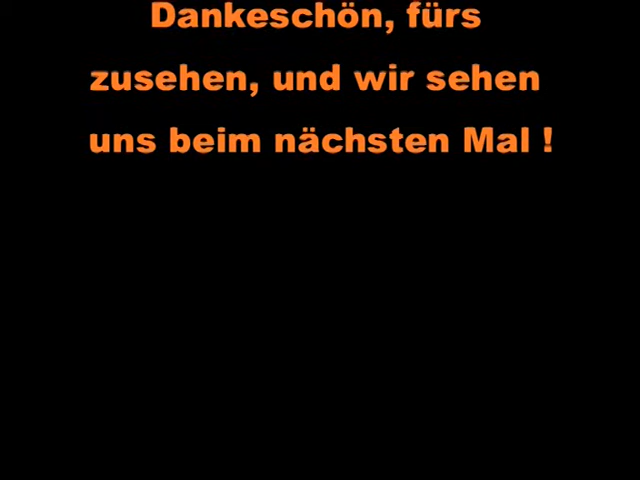 Dankeschön, fürs
zusehen, und wir sehen
uns beim nächsten Mal !